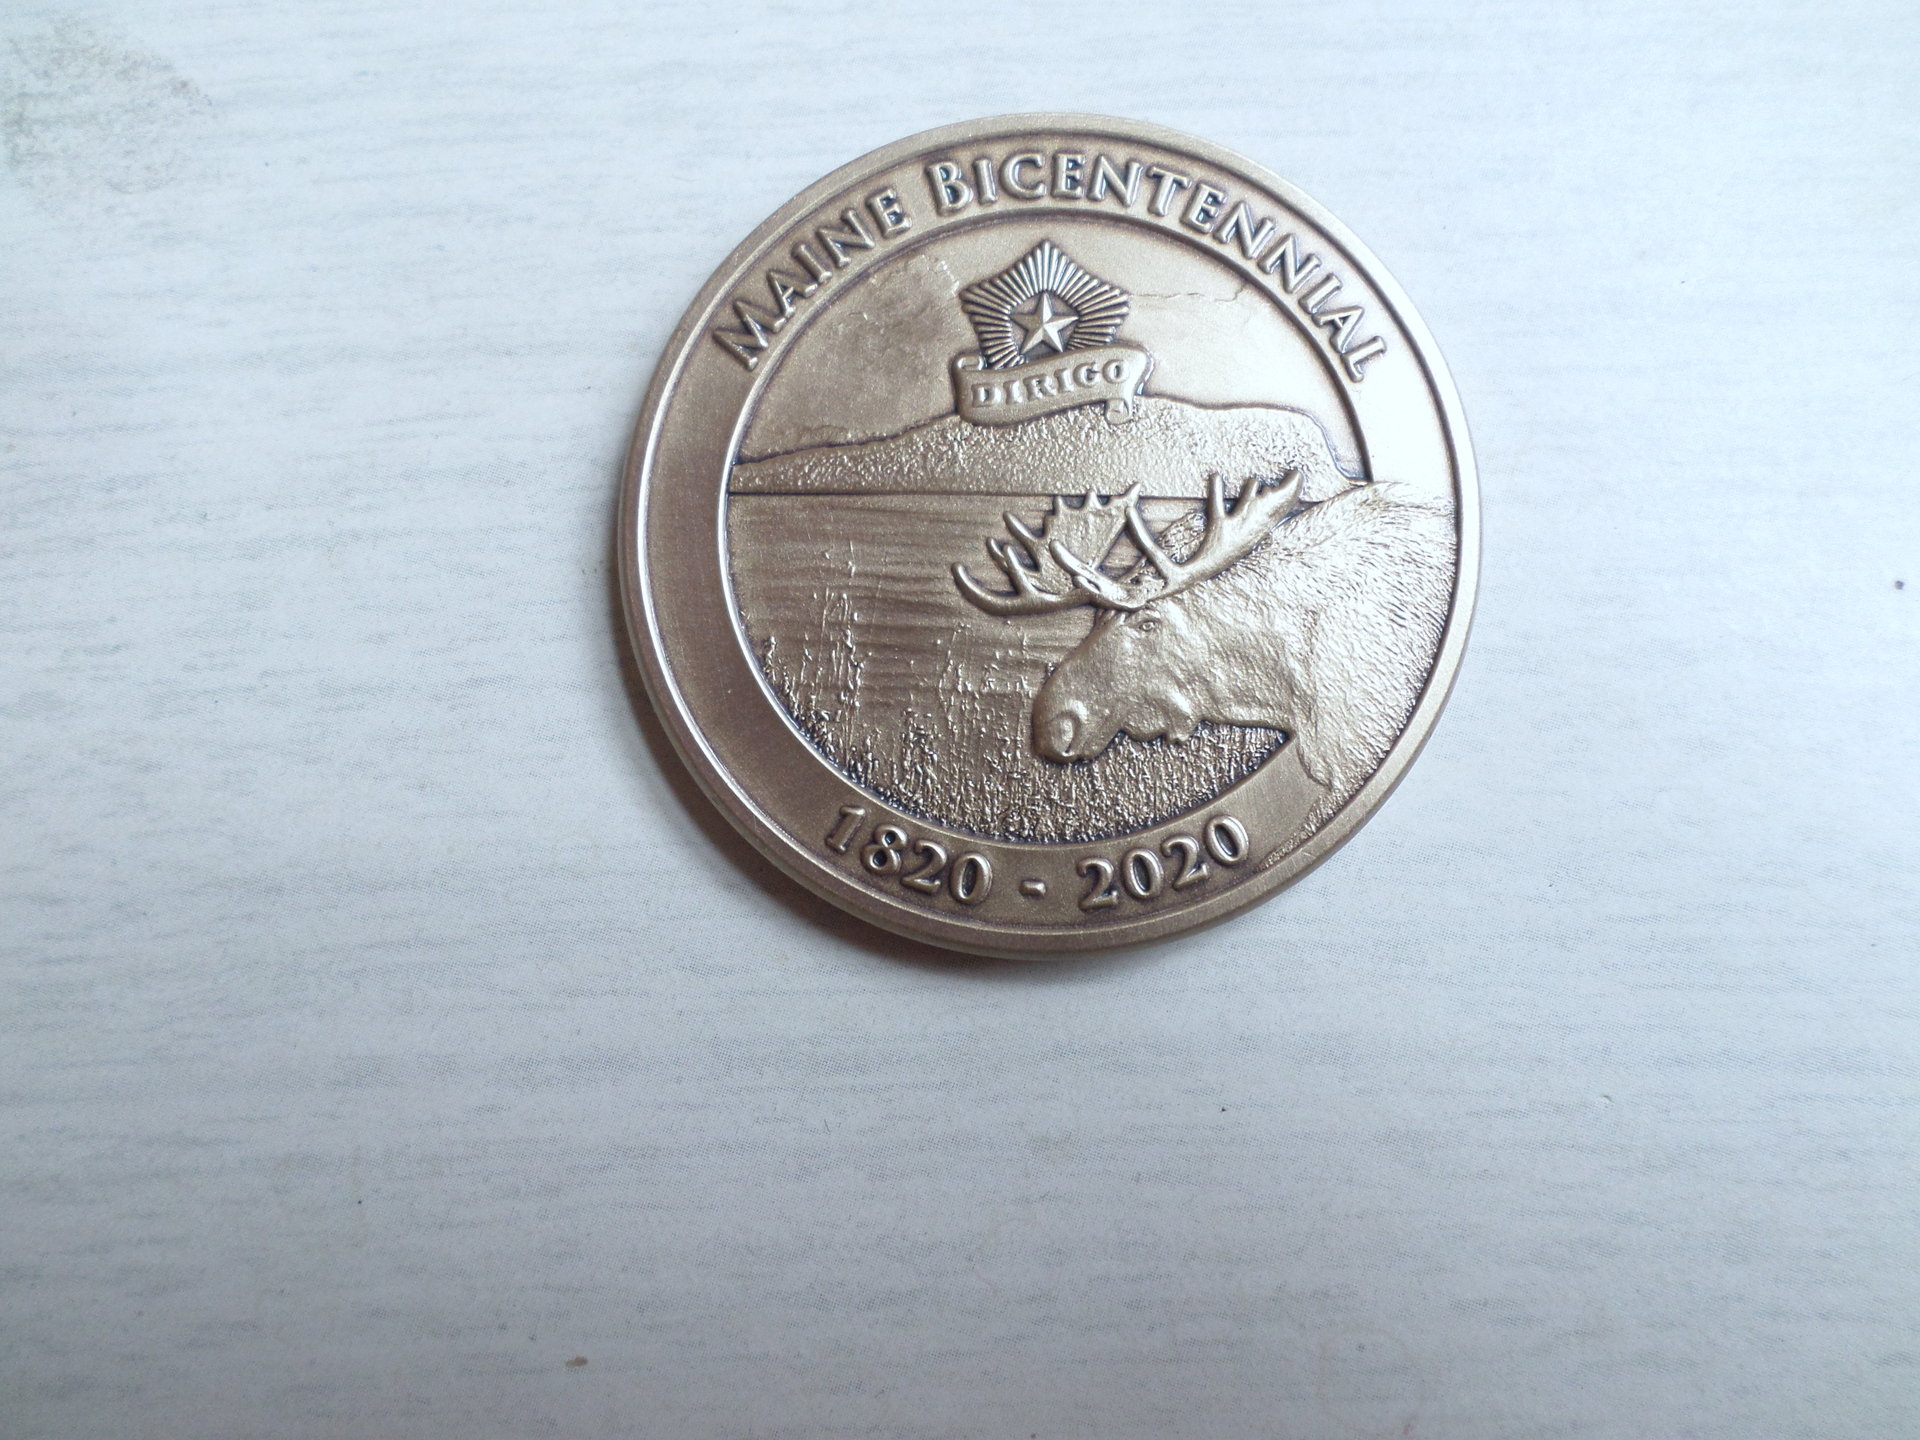 MAINE BICENTENNIAL
DIRIGO
1820 - 2020